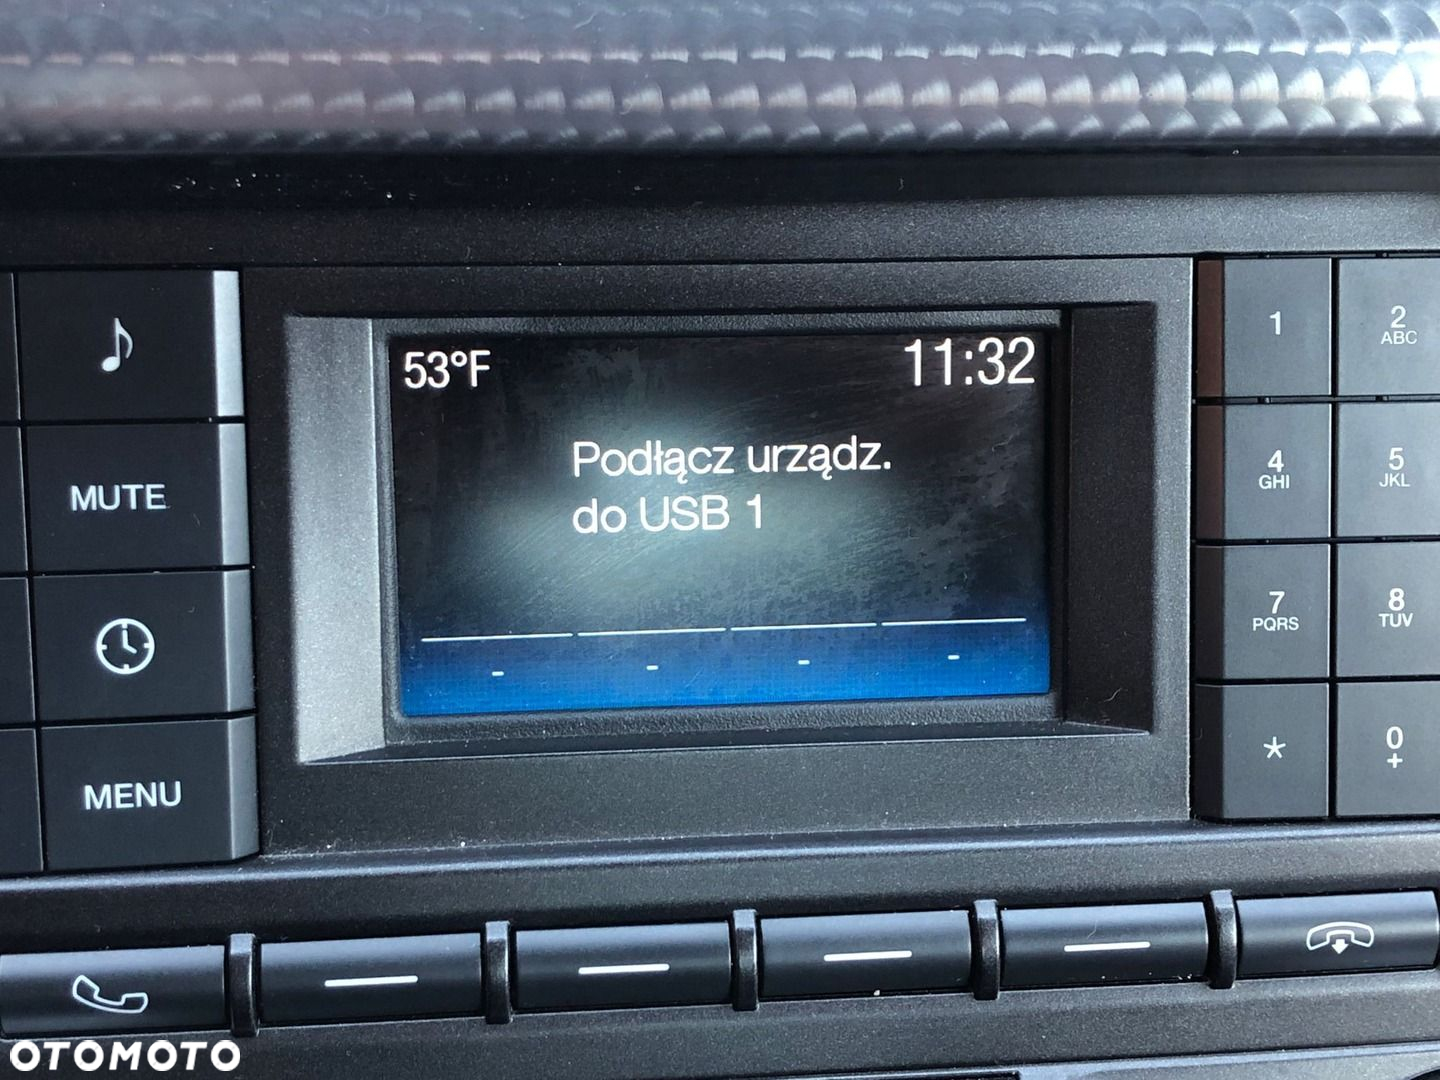 53°F 11:32
Podłącz urządz.
do USB 1
- - - -
MUTE
MENU
1 2 ABC
4 GHI 5 JKL
7 PQRS 8 TUV
* 0 +
OTOMOTO